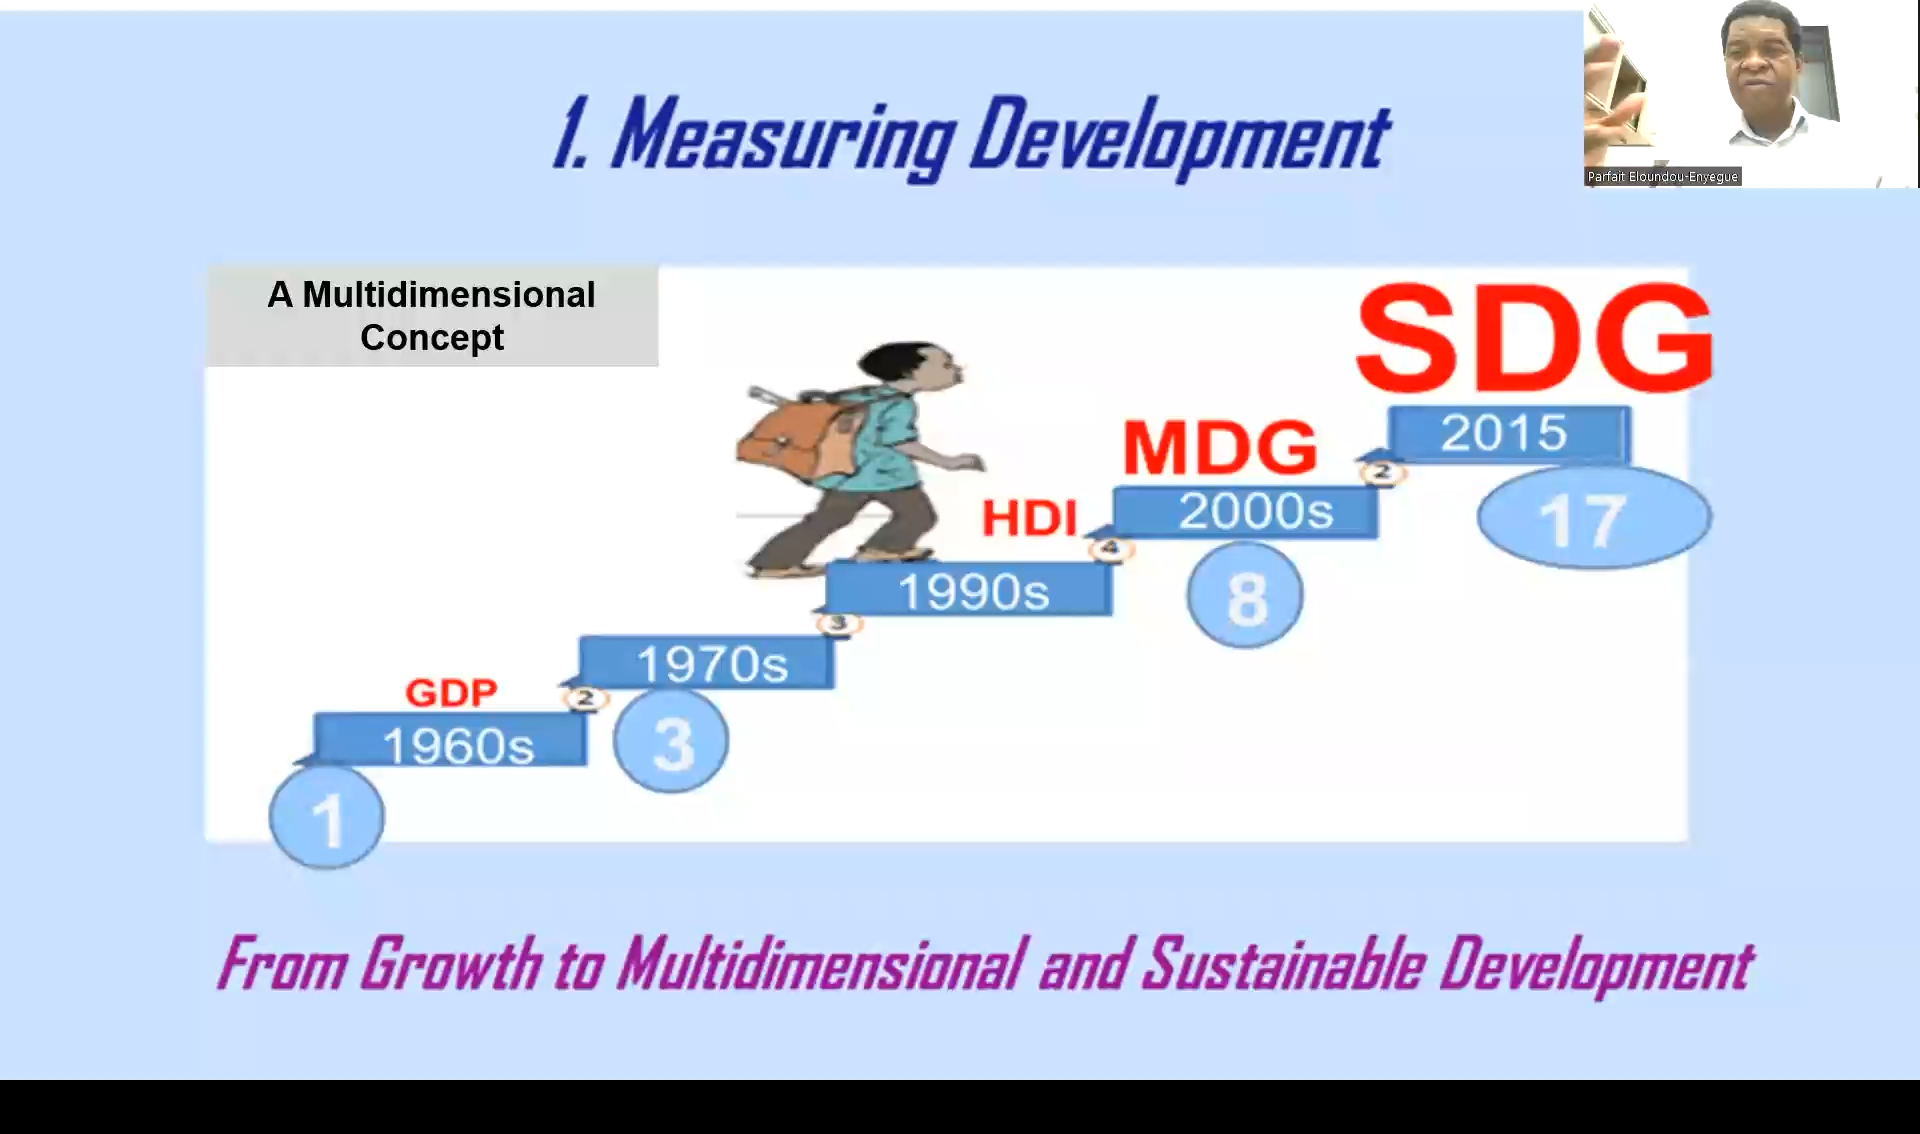 1. Measuring Development
Parfait Eloundou-Enyegue
A Multidimensional
Concept
SDG
2015
MDG
2
17
HDI
2000s
4
8
1990s
3
1970s
GDP
2
3
1960s
1
From Growth to Multidimensional and Sustainable Development